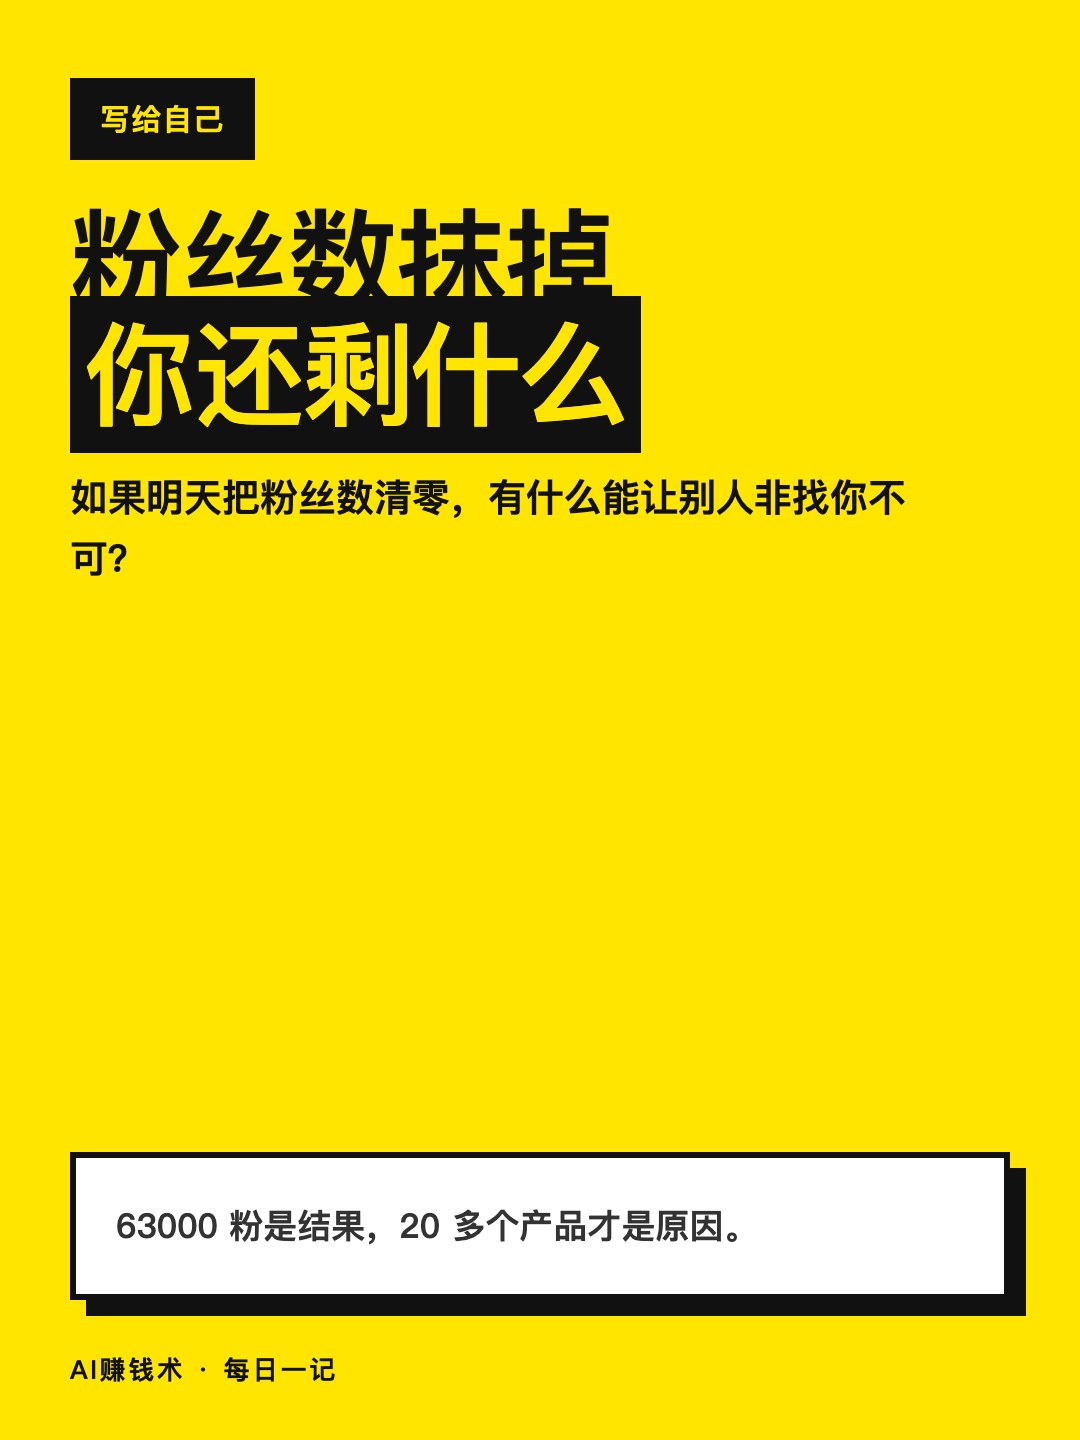 写给自己
粉丝数抹掉
你还剩什么
如果明天把粉丝数清零，有什么能让别人非找你不
可？
63000 粉是结果，20 多个产品才是原因。
AI赚钱术 · 每日一记